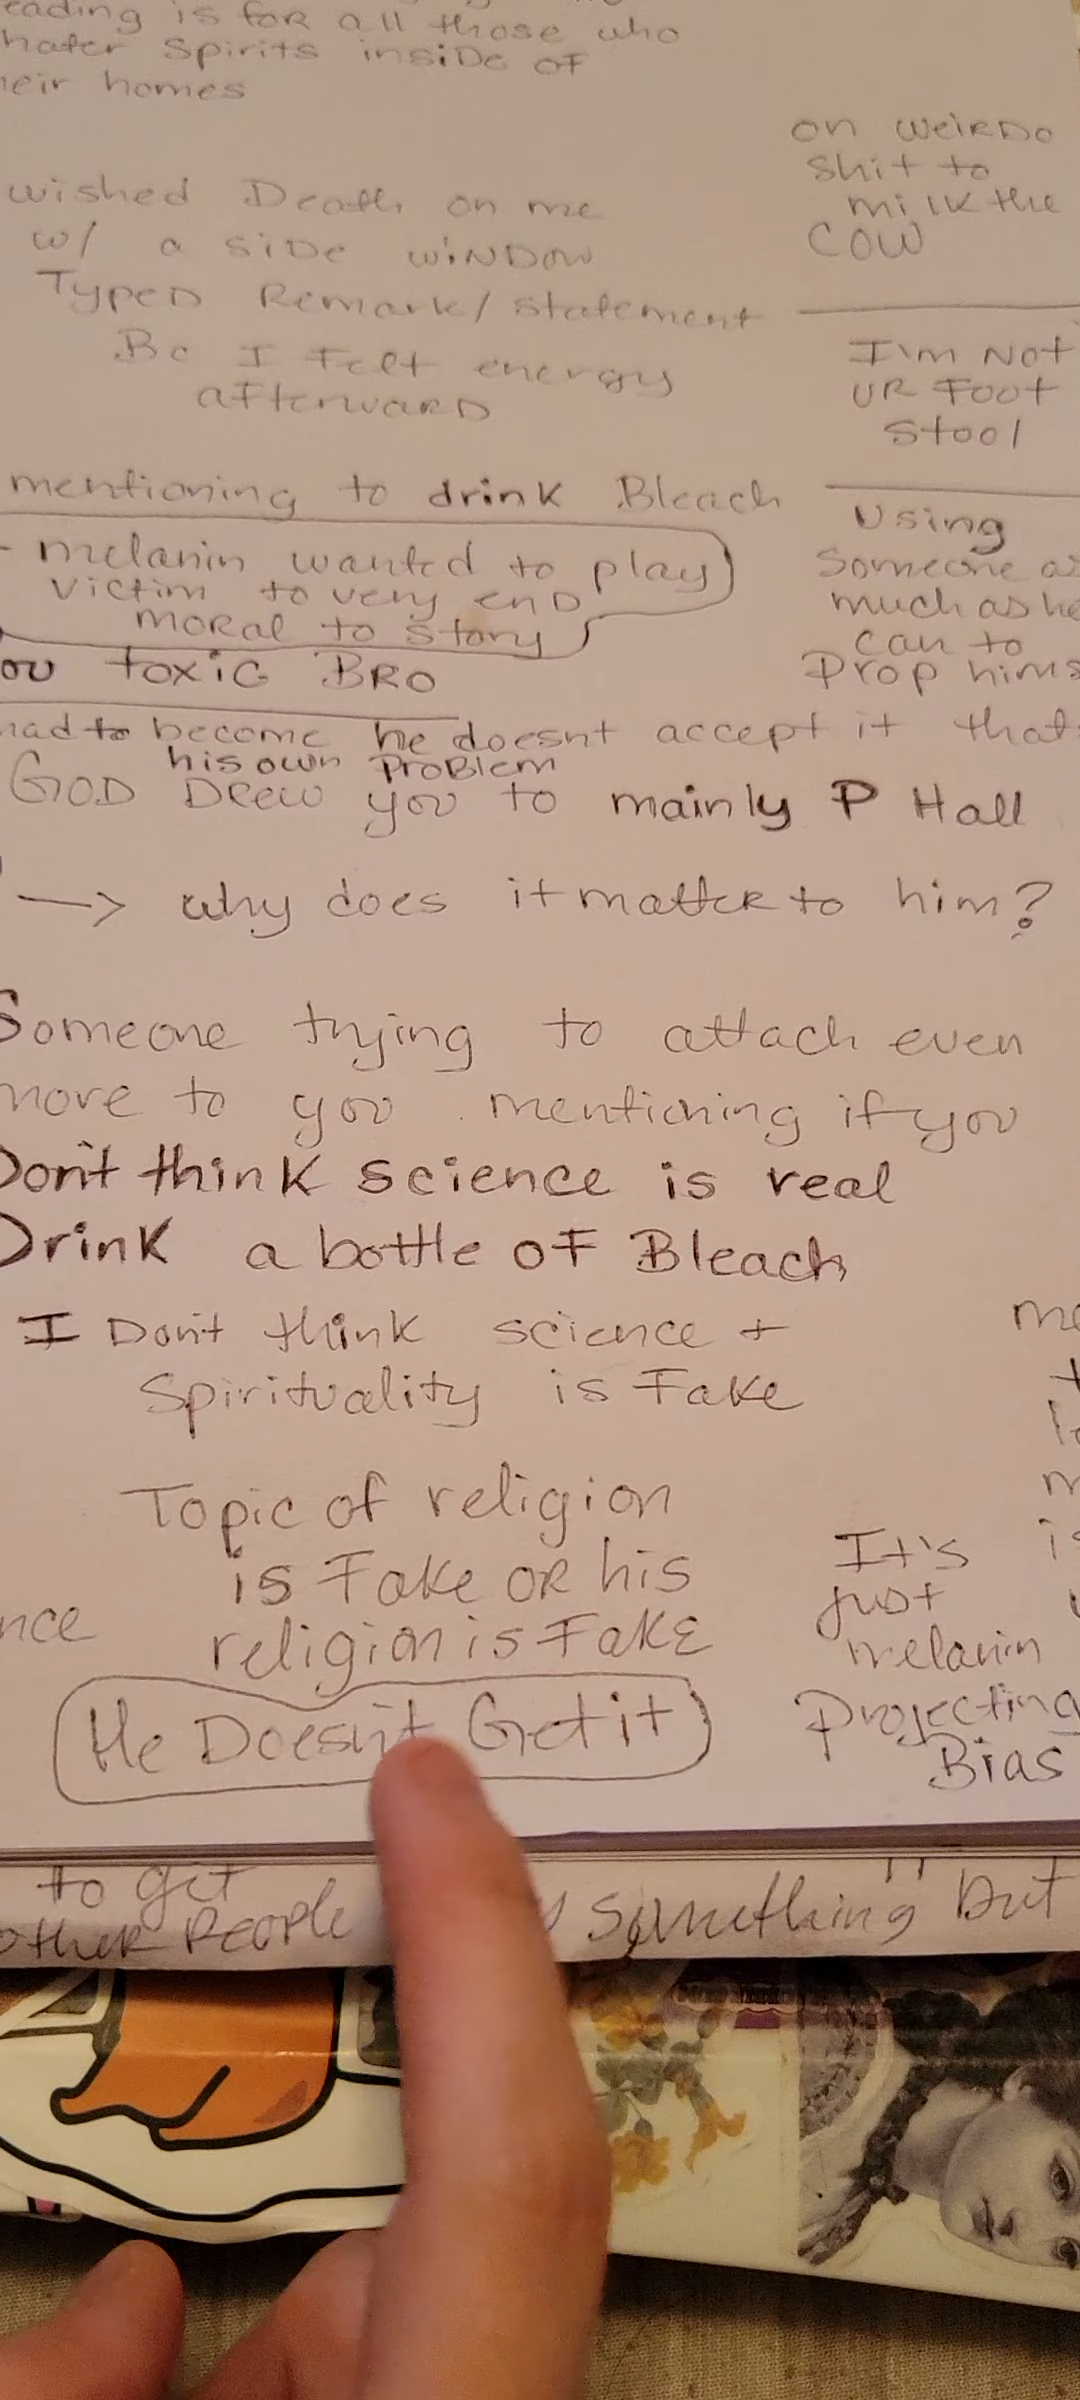 eading is for all those who
hater spirits inside of
heir homes
wished Death on me
w/ a side window
Typed Remark/statement
Bc I felt energy
afterward
mentioning to drink Bleach
- melanin wanted to play
victim to very end
moral to story
ou toxic BRO
had to become he doesnt accept it that
his own problem
GOD Drew you to mainly P Hall
→ why does it matter to him?
Someone trying to attach even
more to you. mentioning if you
Don't think science is real
Drink a bottle of Bleach
I Don't think science +
Spirituality is Fake
Topic of religion
is Fake or his
religion is Fake
nce
He Doesn't Get it
on weirdo
shit to
milk the
cow
I'm Not
UR Foot
Stool
Using
Someone as
much as he
can to
Prop hims
It's
just
melanin
Projecting
Bias
to get
other People something" but